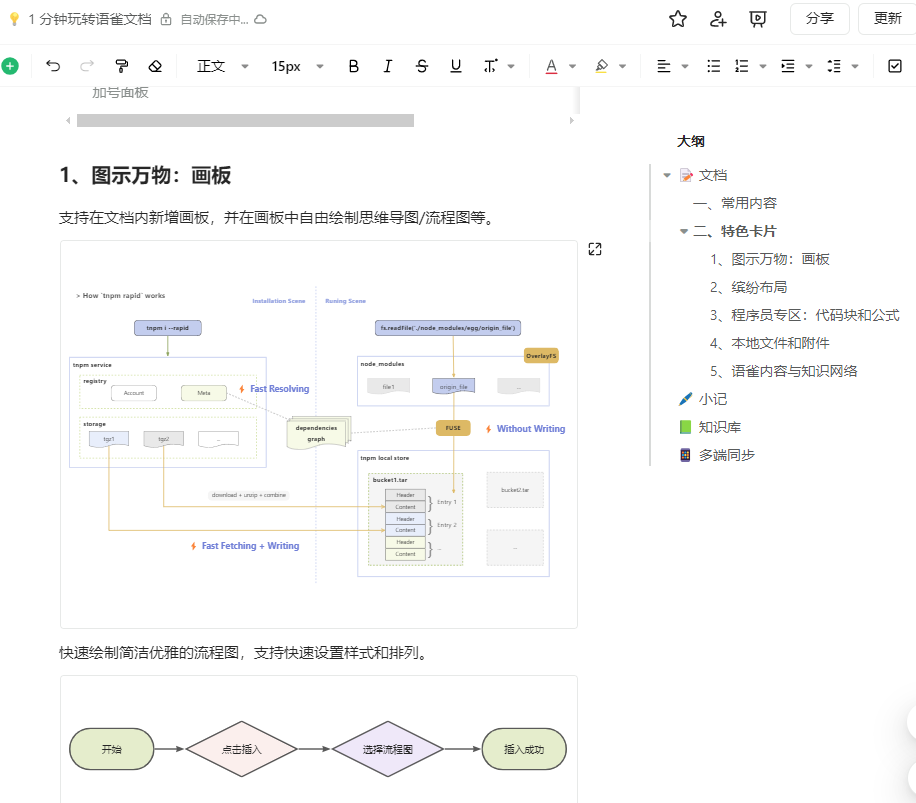 1 分钟玩转语雀文档 自动保存中...
分享 更新
正文 15px B I S U T A
加号面板
1、图示万物：画板
支持在文档内新增画板，并在画板中自由绘制思维导图/流程图等。
> How `tnpm rapid` works
Installation Scene Runing Scene
tnpm i --rapid
fs.readFile('./node_modules/egg/origin_file')
OverlayFS
tnpm service
node_modules
registry
Account
Meta
Fast Resolving
file1
origin_file
...
storage
tgz1
tgz2
...
dependencies
graph
FUSE
Without Writing
tnpm local store
bucket1.tar
bucket2.tar
Header
Content
Entry 1
Header
Content
Entry 2
Header
Content
...
...
download + unzip + combine
Fast Fetching + Writing
快速绘制简洁优雅的流程图，支持快速设置样式和排列。
开始
点击插入
选择流程图
插入成功
大纲
文档
一、常用内容
二、特色卡片
1、图示万物：画板
2、缤纷布局
3、程序员专区：代码块和公式
4、本地文件和附件
5、语雀内容与知识网络
小记
知识库
多端同步